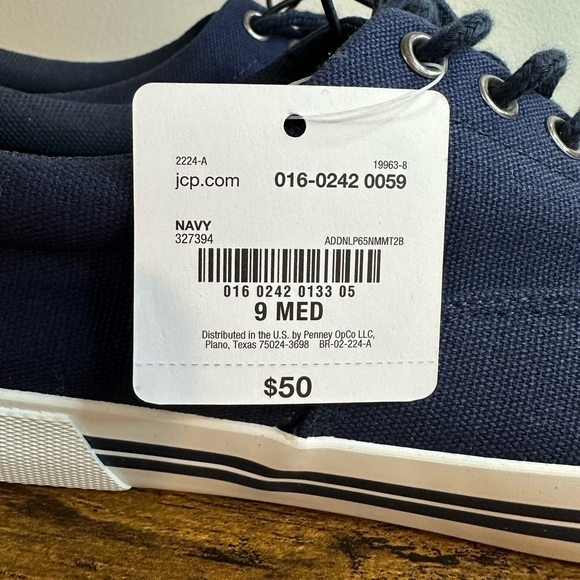 2224-A 19963-8
jcp.com 016-0242 0059
NAVY
327394 ADDNLP65NMMT2B
016 0242 0133 05
9 MED
Distributed in the U.S. by Penney OpCo LLC,
Plano, Texas 75024-3698 BR-02-224-A
$50